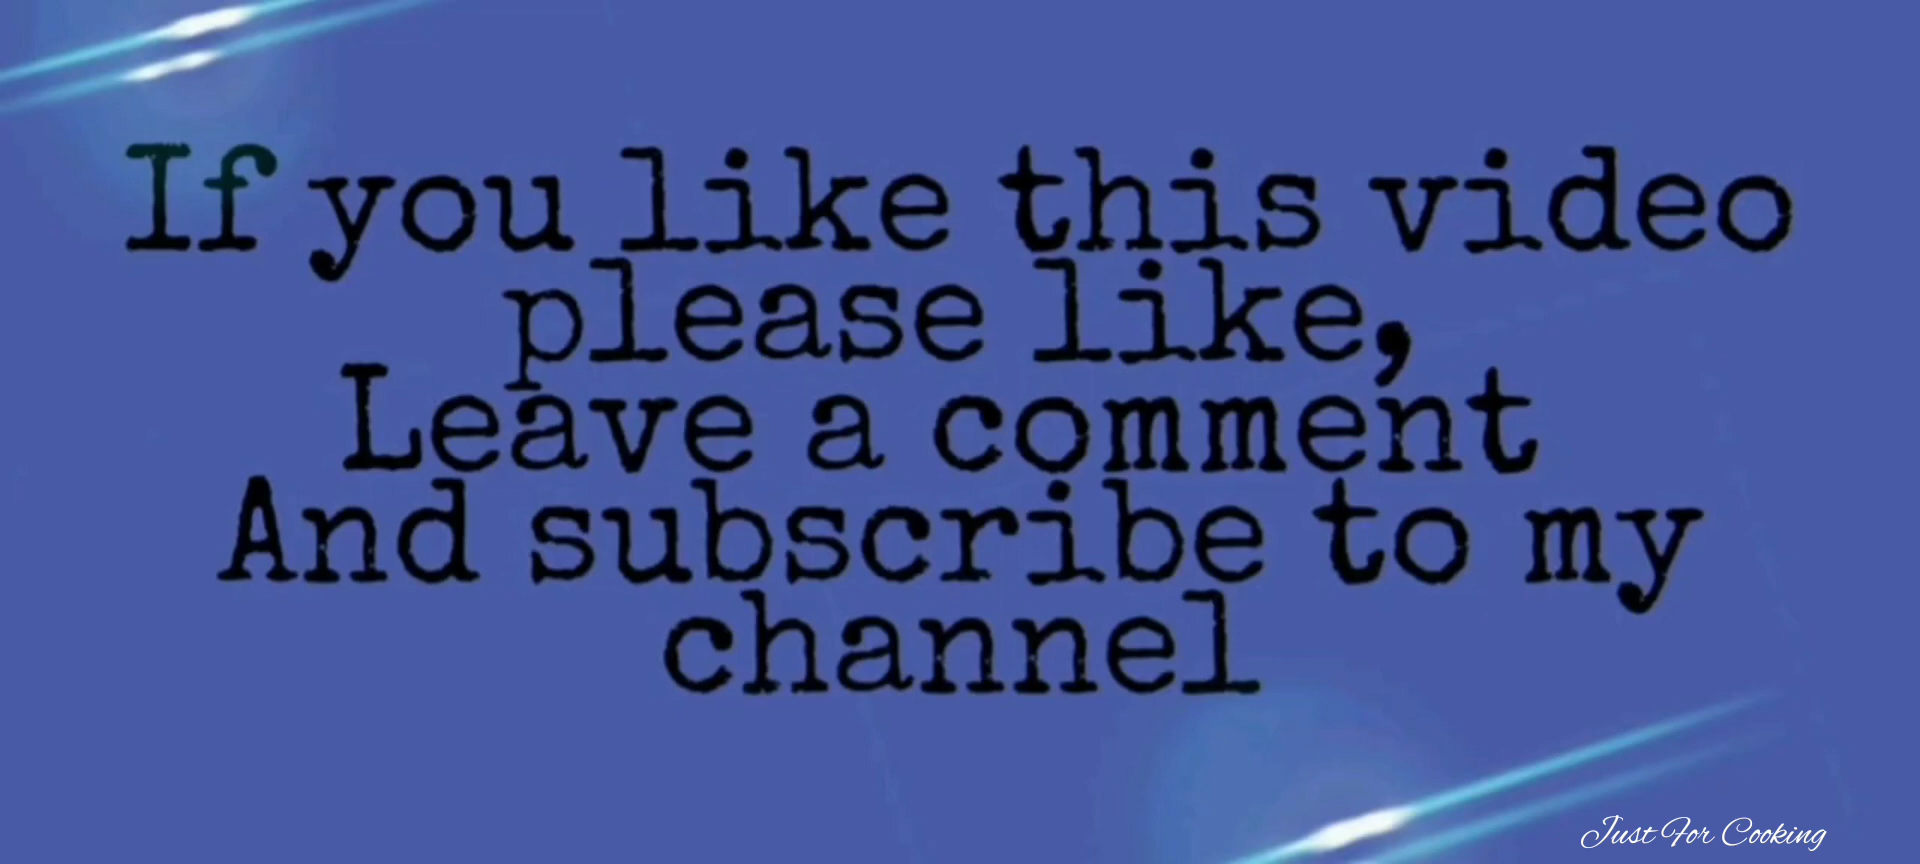 If you like this video
please like,
Leave a comment
And subscribe to my
channel
Just For Cooking